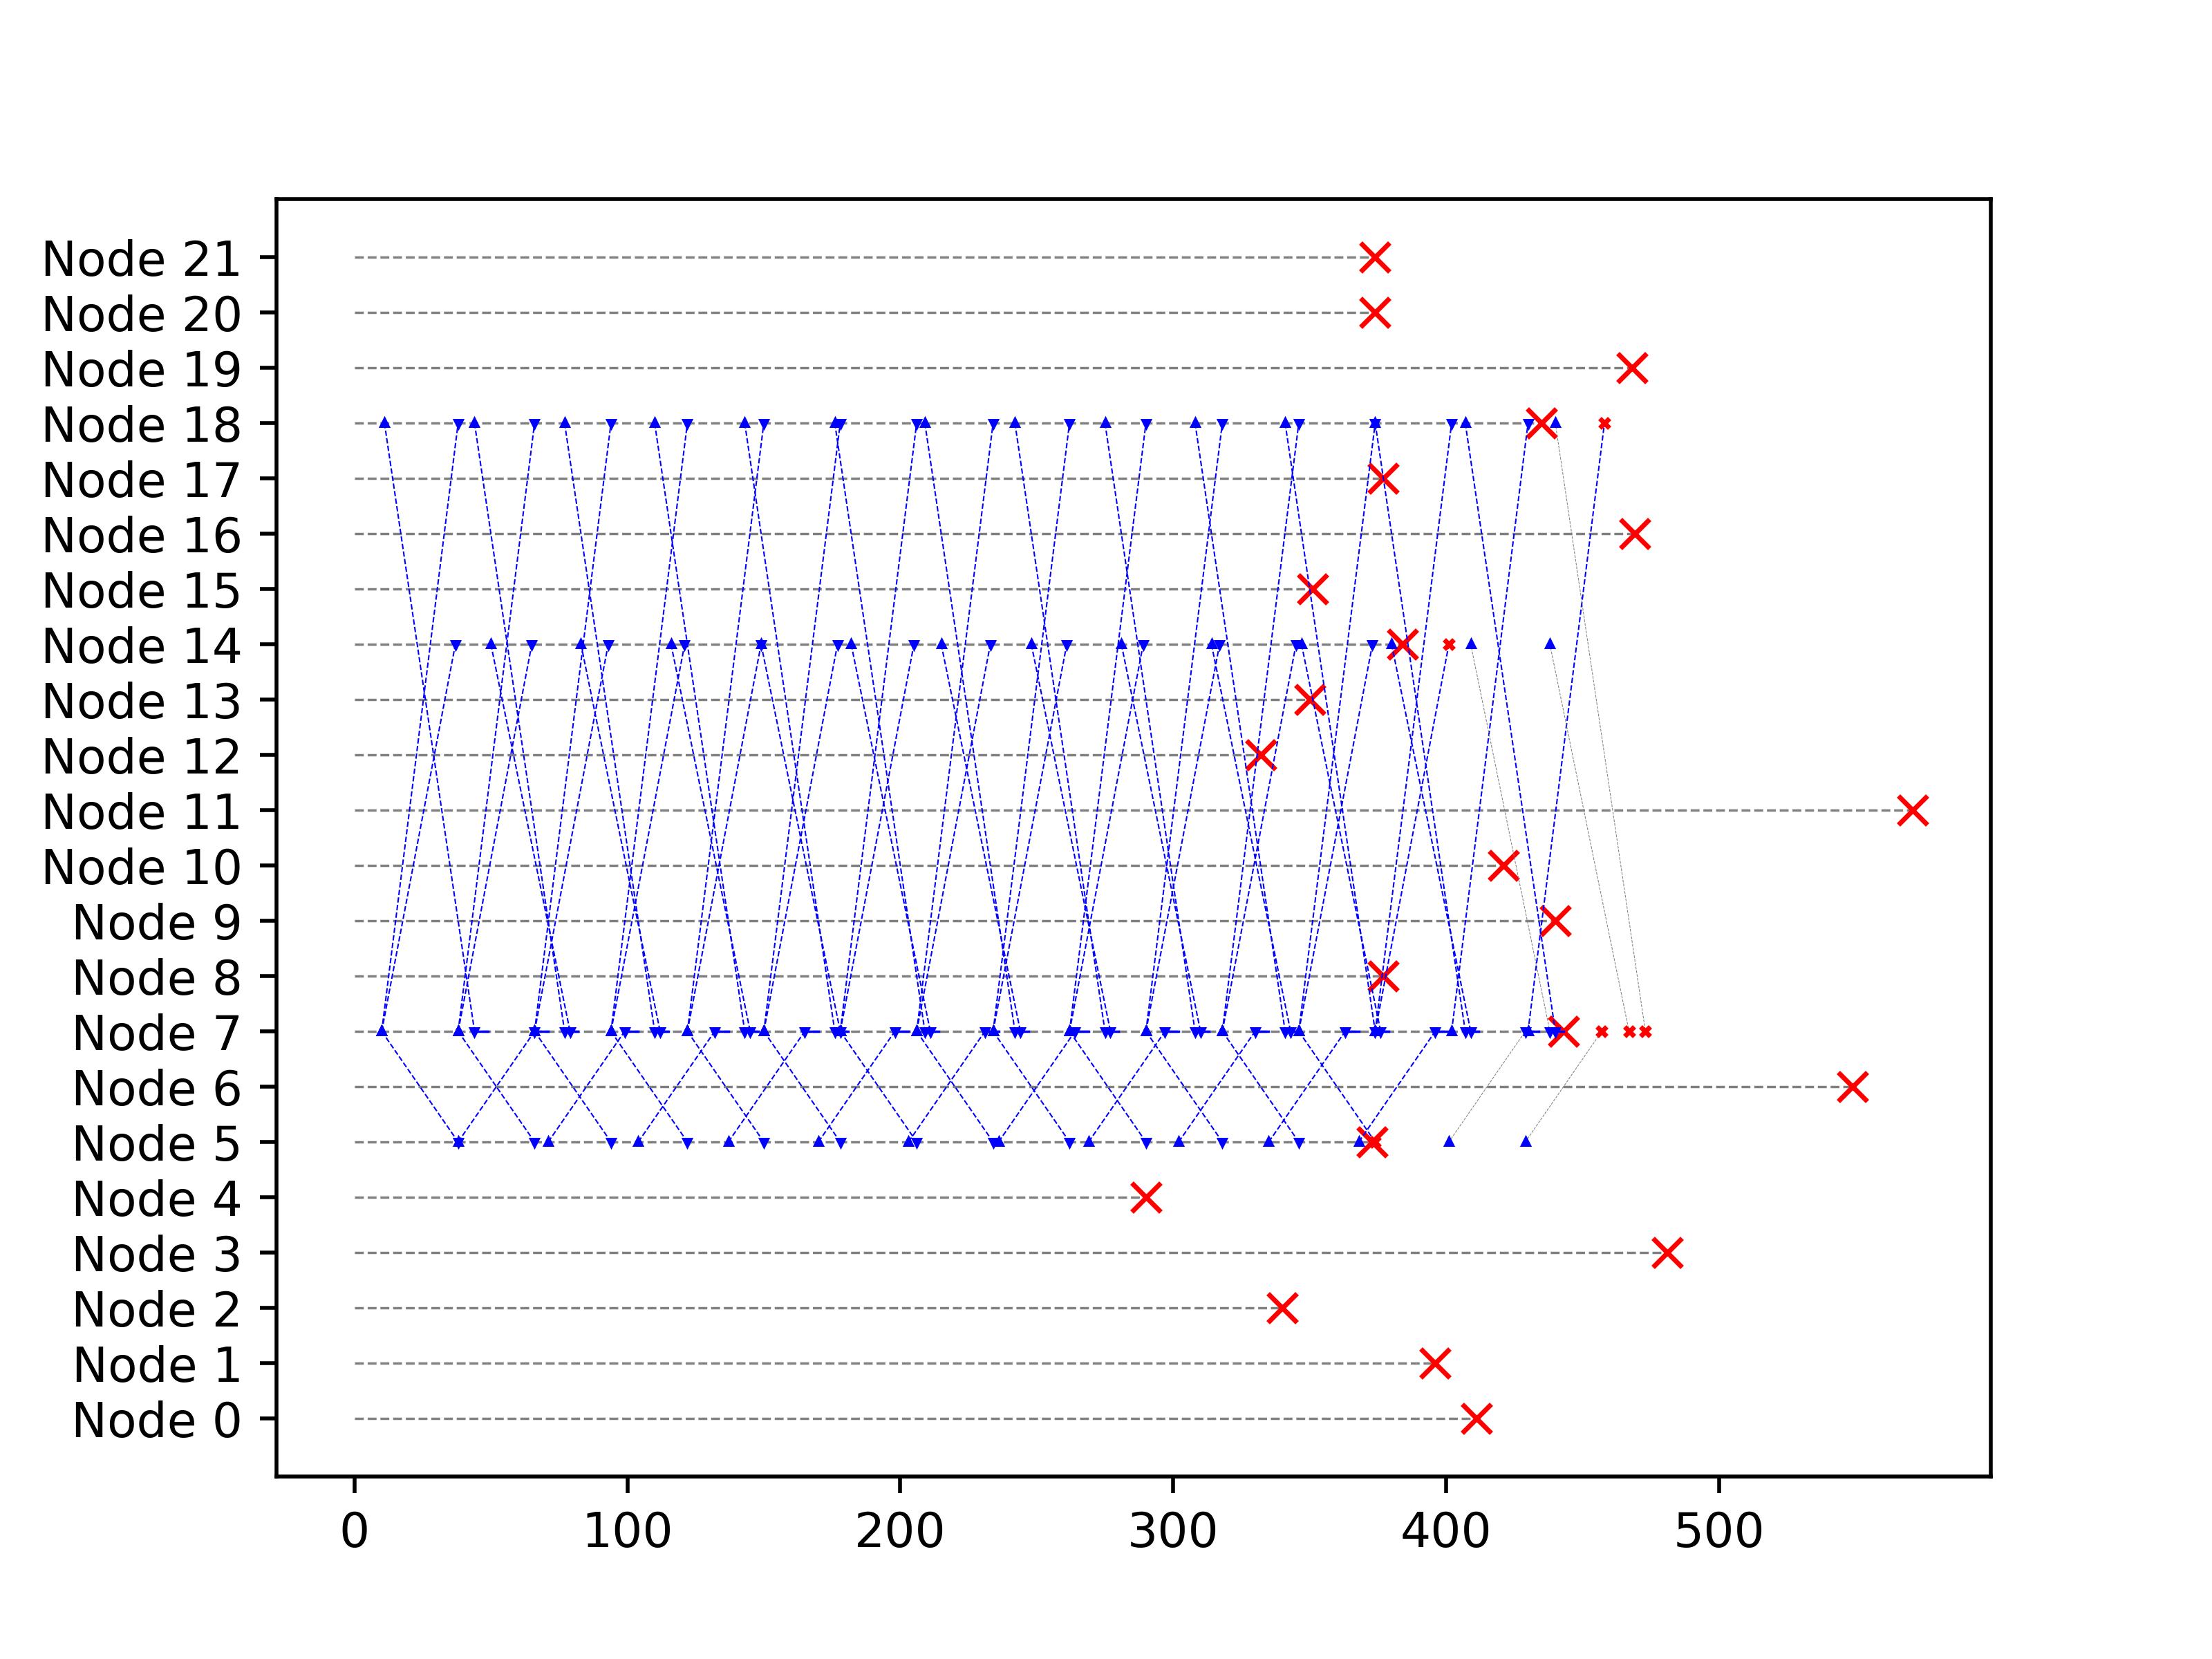 Node 21
Node 20
Node 19
Node 18
Node 17
Node 16
Node 15
Node 14
Node 13
Node 12
Node 11
Node 10
Node 9
Node 8
Node 7
Node 6
Node 5
Node 4
Node 3
Node 2
Node 1
Node 0
0 100 200 300 400 500